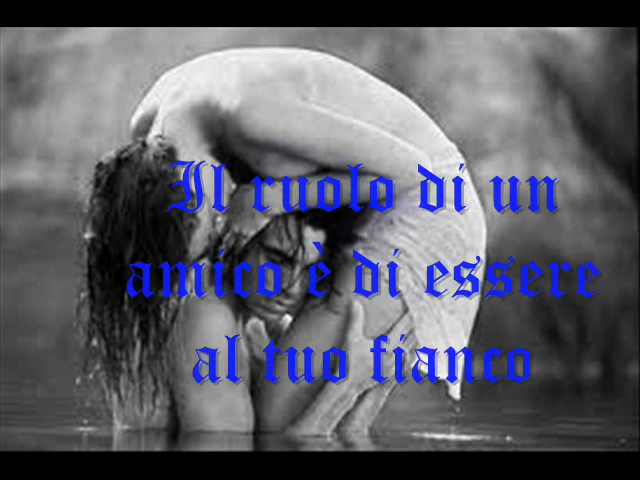 Il ruolo di un
amico è di essere
al tuo fianco